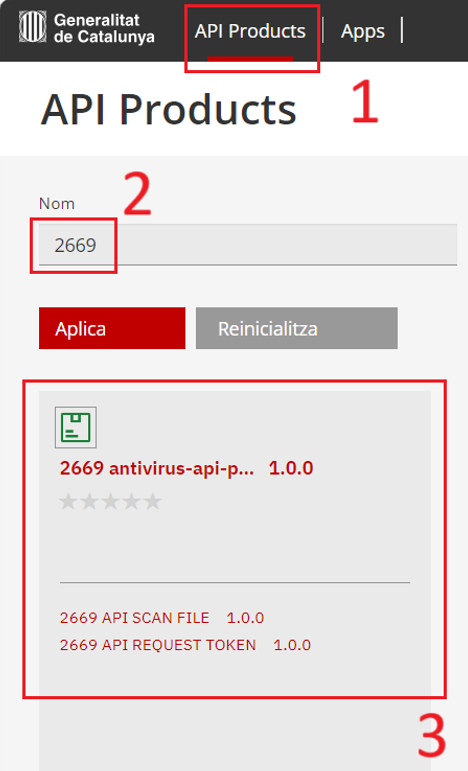 Generalitat
de Catalunya
API Products
Apps
API Products
1
Nom
2
2669
Aplica
Reinicialitza
2669 antivirus-api-p... 1.0.0
2669 API SCAN FILE 1.0.0
2669 API REQUEST TOKEN 1.0.0
3